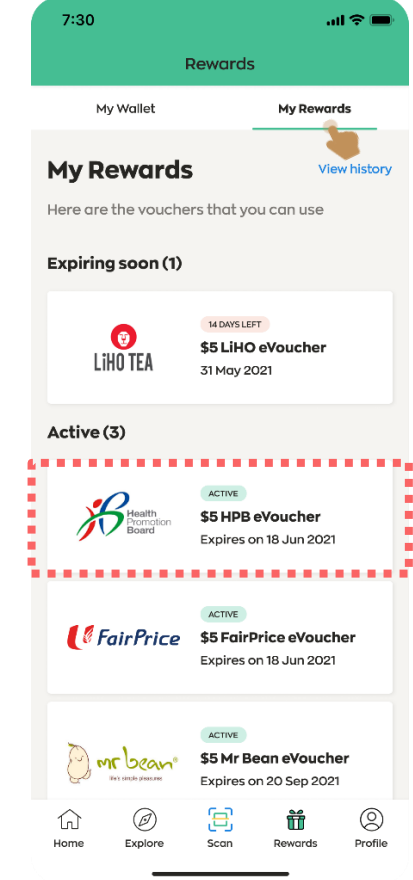 7:30
Rewards
My Wallet
My Rewards
My Rewards
View history
Here are the vouchers that you can use
Expiring soon (1)
14 DAYS LEFT
$5 LiHO eVoucher
31 May 2021
LiHO TEA
Active (3)
ACTIVE
$5 HPB eVoucher
Expires on 18 Jun 2021
Health
Promotion
Board
ACTIVE
$5 FairPrice eVoucher
Expires on 18 Jun 2021
FairPrice
ACTIVE
$5 Mr Bean eVoucher
Expires on 20 Sep 2021
mr bean®
life's simple pleasures
Home
Explore
Scan
Rewards
Profile